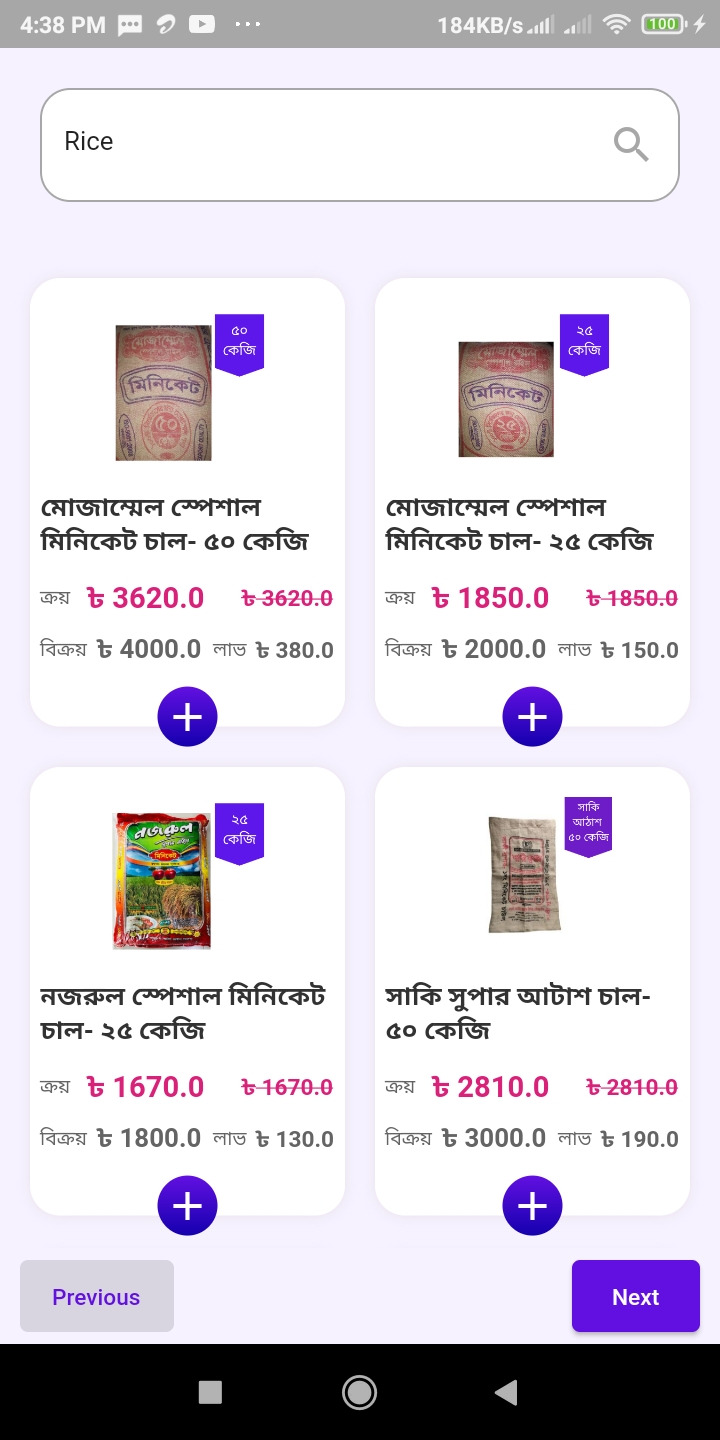 4:38 PM
184KB/s
100
Rice
৫০
কেজি
মিনিকেট
৫০
২৫
কেজি
মিনিকেট
২৫
মোজাম্মেল স্পেশাল
মিনিকেট চাল- ৫০ কেজি
মোজাম্মেল স্পেশাল
মিনিকেট চাল- ২৫ কেজি
ক্রয় ৳ 3620.0 ৳ 3620.0
ক্রয় ৳ 1850.0 ৳ 1850.0
বিক্রয় ৳ 4000.0 লাভ ৳ 380.0
বিক্রয় ৳ 2000.0 লাভ ৳ 150.0
২৫
কেজি
নজরুল
মিনিকেট
সাকি
আঠাশ
৫০ কেজি
নজরুল স্পেশাল মিনিকেট
চাল- ২৫ কেজি
সাকি সুপার আটাশ চাল-
৫০ কেজি
ক্রয় ৳ 1670.0 ৳ 1670.0
ক্রয় ৳ 2810.0 ৳ 2810.0
বিক্রয় ৳ 1800.0 লাভ ৳ 130.0
বিক্রয় ৳ 3000.0 লাভ ৳ 190.0
Previous
Next